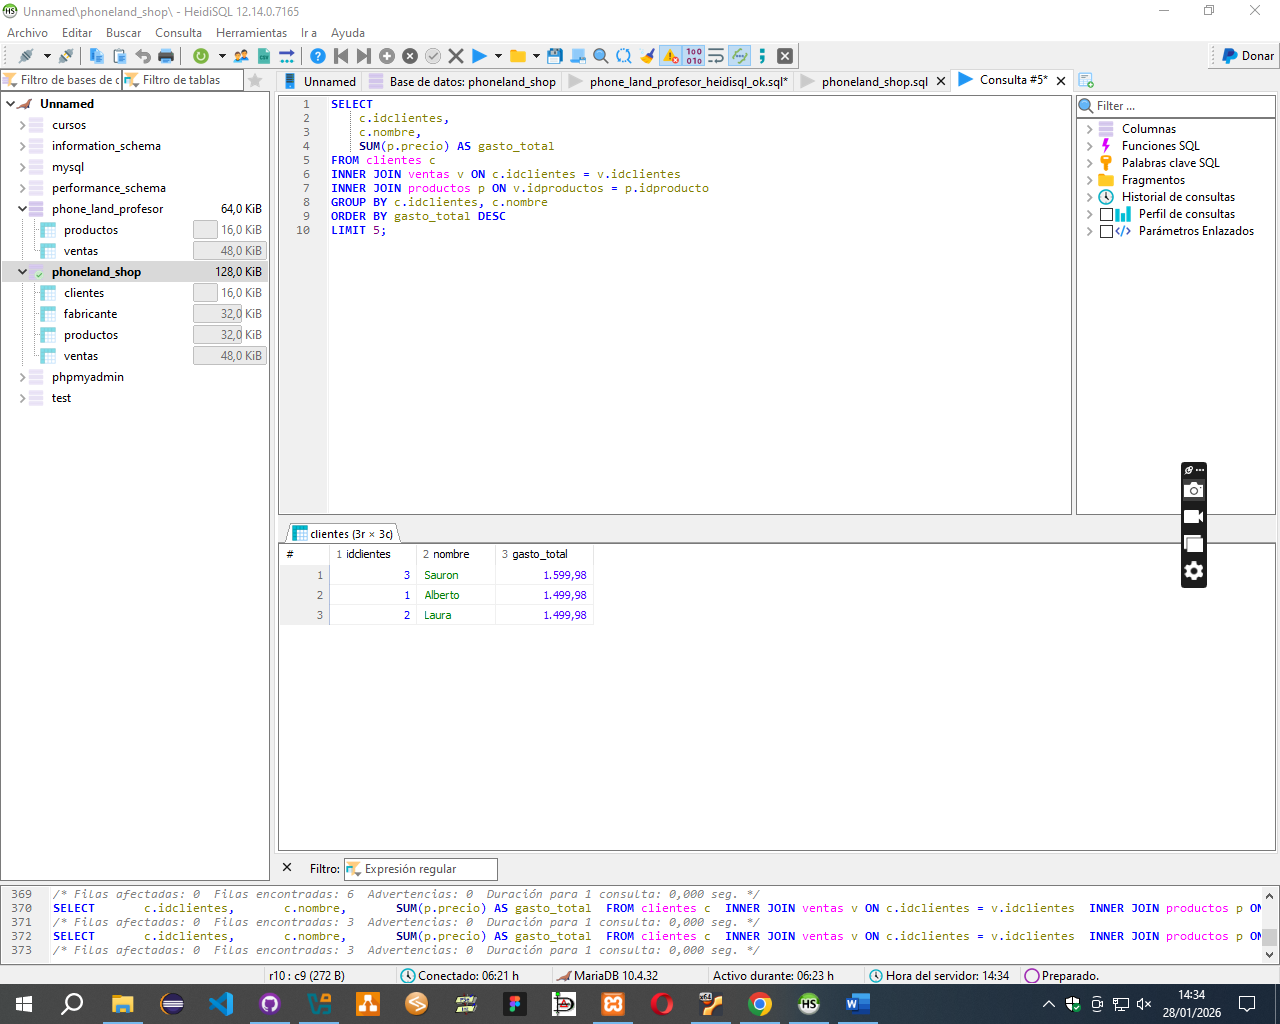 Unnamed\phoneland_shop\ - HeidiSQL 12.14.0.7165
Archivo Editar Buscar Consulta Herramientas Ir a Ayuda
Donar
Filtro de bases de d Filtro de tablas
Unnamed Base de datos: phoneland_shop phone_land_profesor_heidisql_ok.sql* phoneland_shop.sql Consulta #5*
Unnamed
cursos
information_schema
mysql
performance_schema
phone_land_profesor 64,0 KiB
productos 16,0 KiB
ventas 48,0 KiB
phoneland_shop 128,0 KiB
clientes 16,0 KiB
fabricante 32,0 KiB
productos 32,0 KiB
ventas 48,0 KiB
phpmyadmin
test
1 SELECT
2 c.idclientes,
3 c.nombre,
4 SUM(p.precio) AS gasto_total
5 FROM clientes c
6 INNER JOIN ventas v ON c.idclientes = v.idclientes
7 INNER JOIN productos p ON v.idproductos = p.idproducto
8 GROUP BY c.idclientes, c.nombre
9 ORDER BY gasto_total DESC
10 LIMIT 5;
Filter ...
Columnas
Funciones SQL
Palabras clave SQL
Fragmentos
Historial de consultas
Perfil de consultas
Parámetros Enlazados
clientes (3r × 3c)
# 1 idclientes 2 nombre 3 gasto_total
1 3 Sauron 1.599,98
2 1 Alberto 1.499,98
3 2 Laura 1.499,98
Filtro: Expresión regular
369 /* Filas afectadas: 0 Filas encontradas: 6 Advertencias: 0 Duración para 1 consulta: 0,000 seg. */
370 SELECT c.idclientes, c.nombre, SUM(p.precio) AS gasto_total FROM clientes c INNER JOIN ventas v ON c.idclientes = v.idclientes INNER JOIN productos p ON
371 /* Filas afectadas: 0 Filas encontradas: 3 Advertencias: 0 Duración para 1 consulta: 0,000 seg. */
372 SELECT c.idclientes, c.nombre, SUM(p.precio) AS gasto_total FROM clientes c INNER JOIN ventas v ON c.idclientes = v.idclientes INNER JOIN productos p ON
373 /* Filas afectadas: 0 Filas encontradas: 3 Advertencias: 0 Duración para 1 consulta: 0,000 seg. */
r10 : c9 (272 B) Conectado: 06:21 h MariaDB 10.4.32 Activo durante: 06:23 h Hora del servidor: 14:34 Preparado.
14:34
28/01/2026